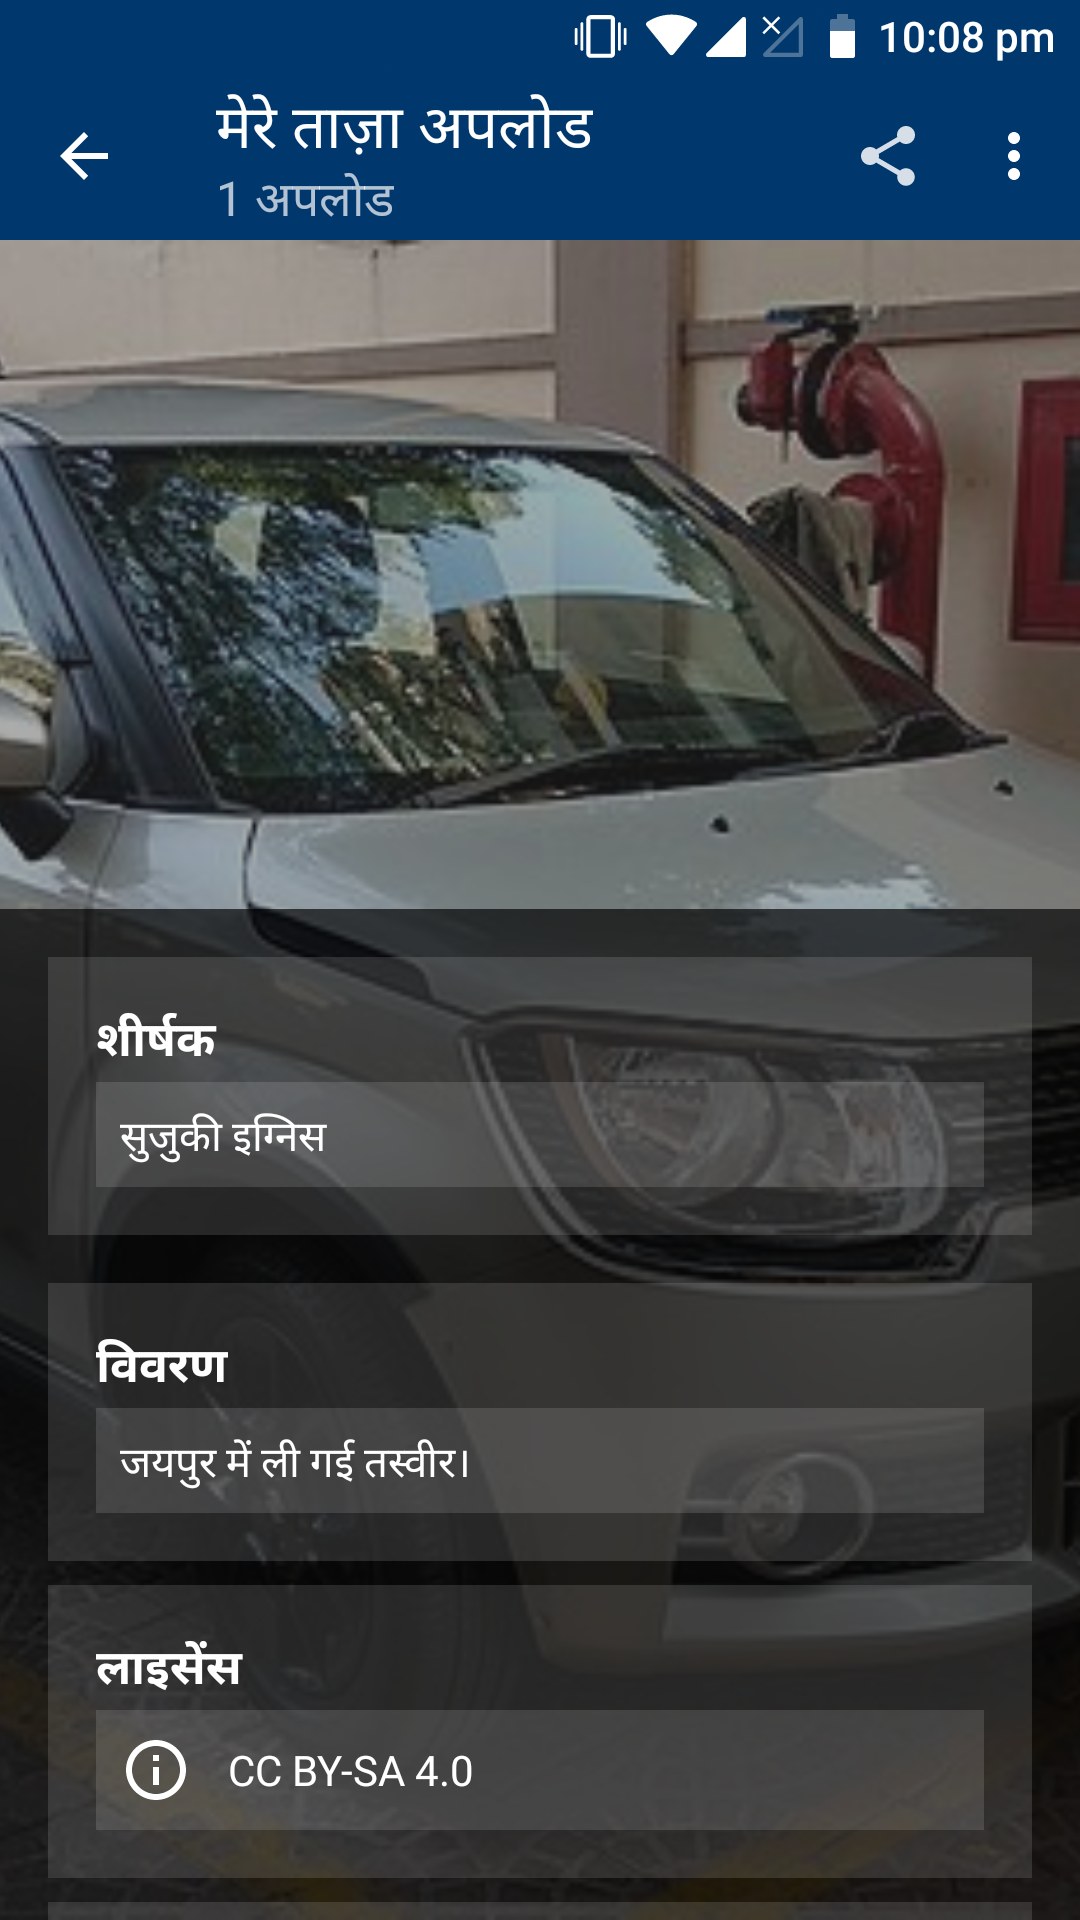 10:08 pm
मेरे ताज़ा अपलोड
1 अपलोड
शीर्षक
सुजुकी इग्निस
विवरण
जयपुर में ली गई तस्वीर।
लाइसेंस
CC BY-SA 4.0